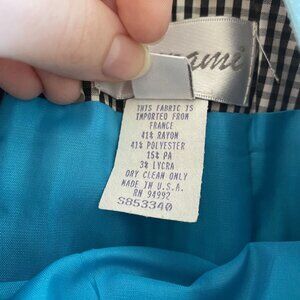 THIS FABRIC IS
IMPORTED FROM
FRANCE
41% RAYON
41% POLYESTER
15% PA
3% LYCRA
DRY CLEAN ONLY
MADE IN U.S.A.
RN 94992
S853340